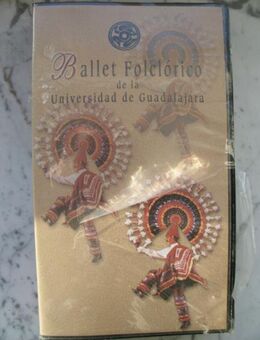 Ballet Folclórico
de la
Universidad de Guadalajara